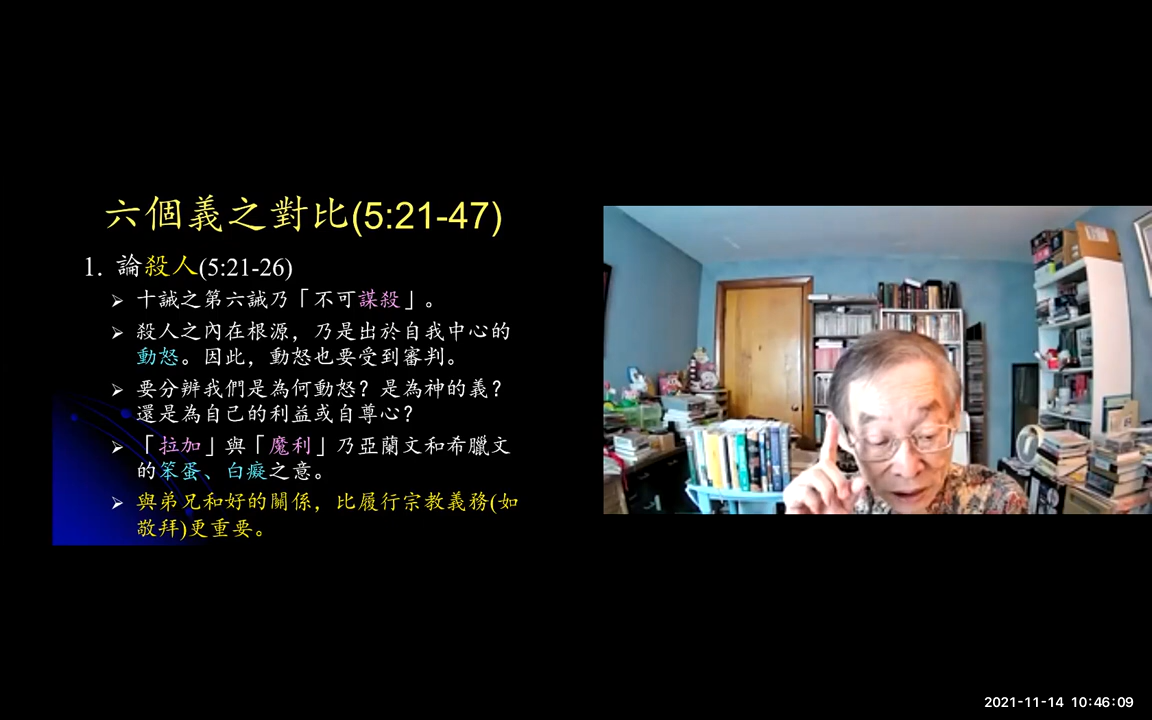 六個義之對比(5:21-47)
1. 論殺人(5:21-26)
➢ 十誡之第六誡乃「不可謀殺」。
➢ 殺人之內在根源，乃是出於自我中心的
動怒。因此，動怒也要受到審判。
➢ 要分辨我們是為何動怒？是為神的義？
還是為自己的利益或自尊心？
➢ 「拉加」與「魔利」乃亞蘭文和希臘文
的笨蛋、白癡之意。
➢ 與弟兄和好的關係，比履行宗教義務(如
敬拜)更重要。
2021-11-14 10:46:09